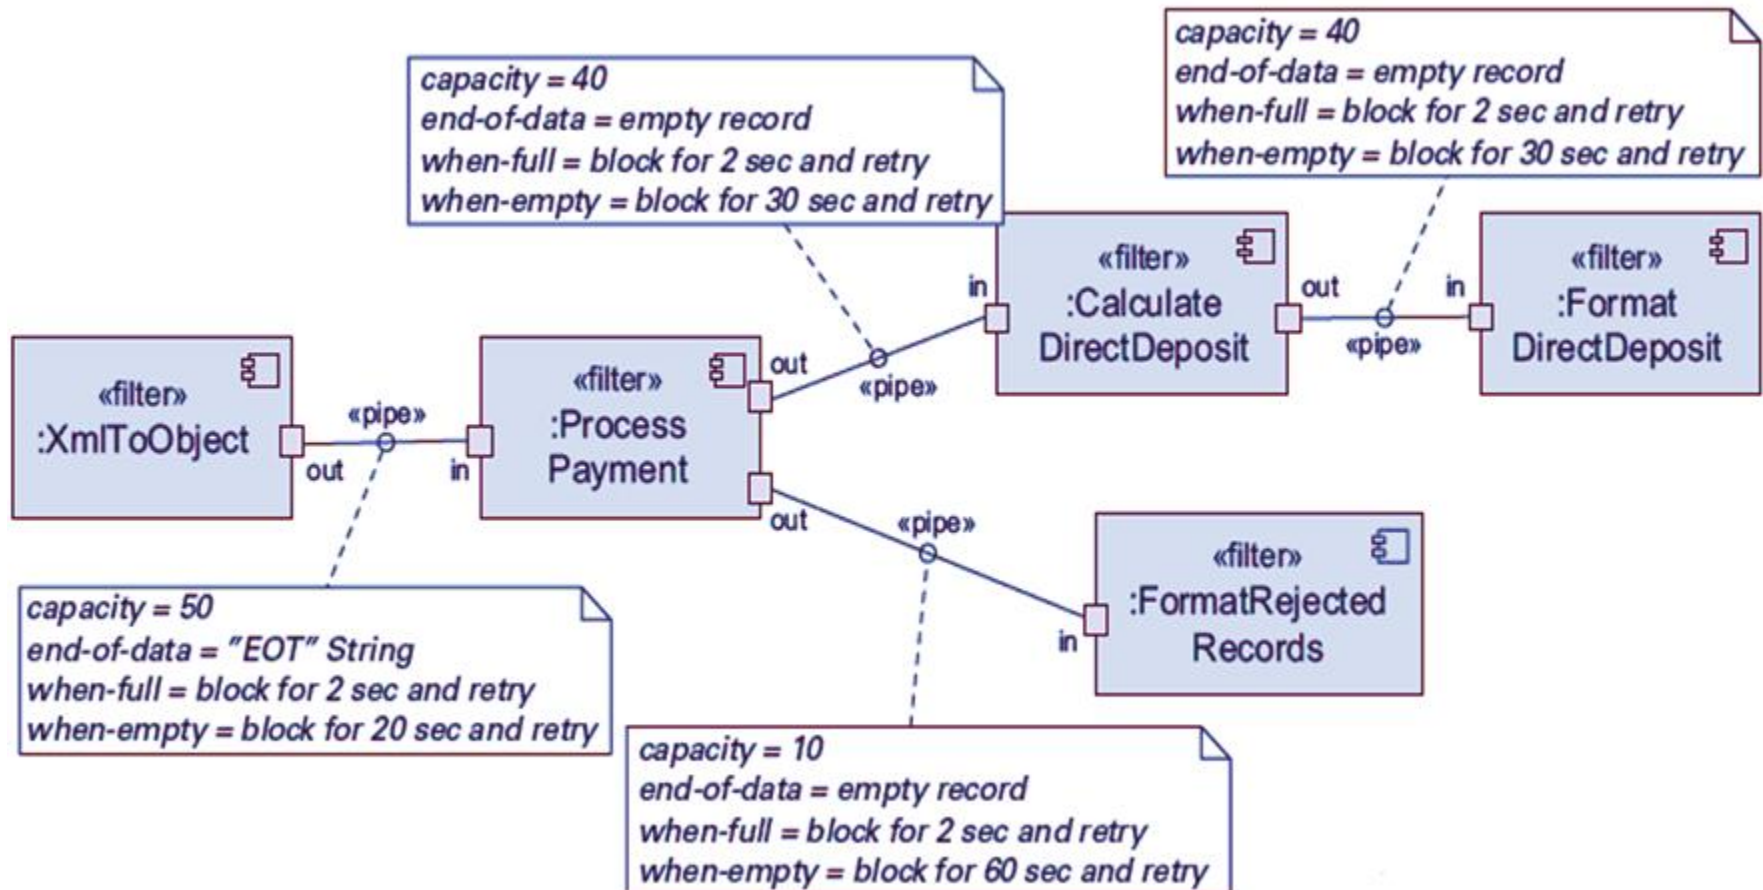 capacity = 40
end-of-data = empty record
when-full = block for 2 sec and retry
when-empty = block for 30 sec and retry
capacity = 40
end-of-data = empty record
when-full = block for 2 sec and retry
when-empty = block for 30 sec and retry
«filter»
:XmlToObject
out
«pipe»
in
«filter»
:Process
Payment
out
«pipe»
in
«filter»
:Calculate
DirectDeposit
out
«pipe»
in
«filter»
:Format
DirectDeposit
out
«pipe»
in
«filter»
:FormatRejected
Records
capacity = 50
end-of-data = "EOT" String
when-full = block for 2 sec and retry
when-empty = block for 20 sec and retry
capacity = 10
end-of-data = empty record
when-full = block for 2 sec and retry
when-empty = block for 60 sec and retry